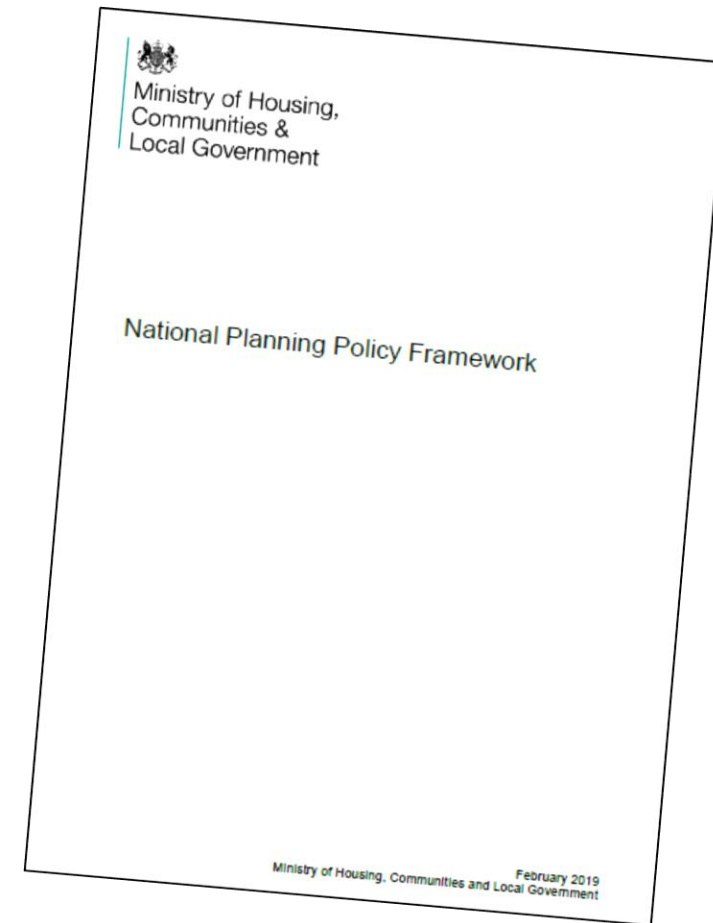 Ministry of Housing,
Communities &
Local Government
National Planning Policy Framework
February 2019
Ministry of Housing, Communities and Local Government